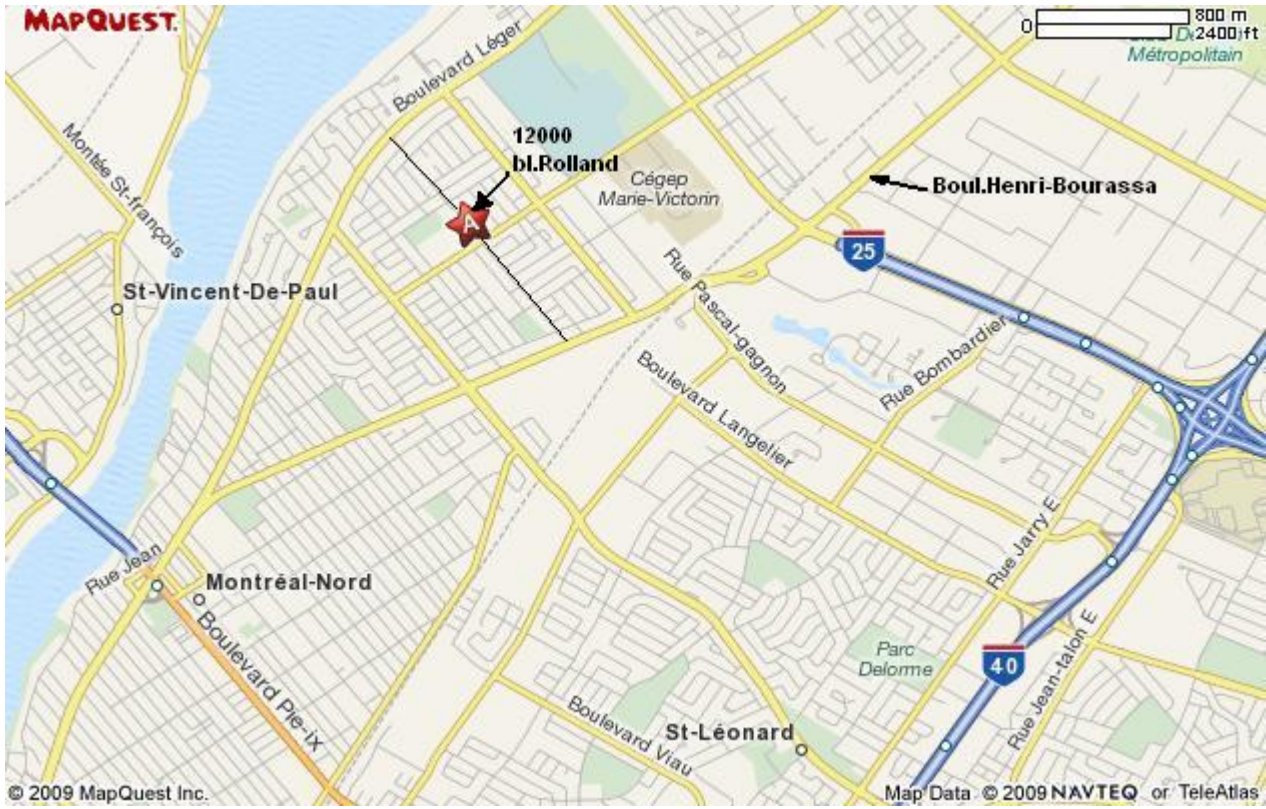 MAPQUEST.
0
800 m
2400 ft
Métropolitain
Boulevard Léger
12000
bl.Rolland
Cégep
Marie-Victorin
Boul.Henri-Bourassa
Montée St-françois
25
Rue Pascal-gagnon
St-Vincent-De-Paul
Rue Bombardier
Boulevard Langelier
Rue Jarry E
Rue Jean
Montréal-Nord
Boulevard Pie-ix
Parc
Delorme
40
Rue Jean-talon E
Boulevard Viau
St-Léonard
© 2009 MapQuest Inc.
Map Data © 2009 NAVTEQ or TeleAtlas
A